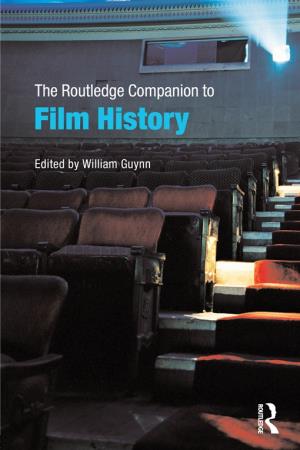 The Routledge Companion to
Film History
Edited by William Guynn
ROUTLEDGE